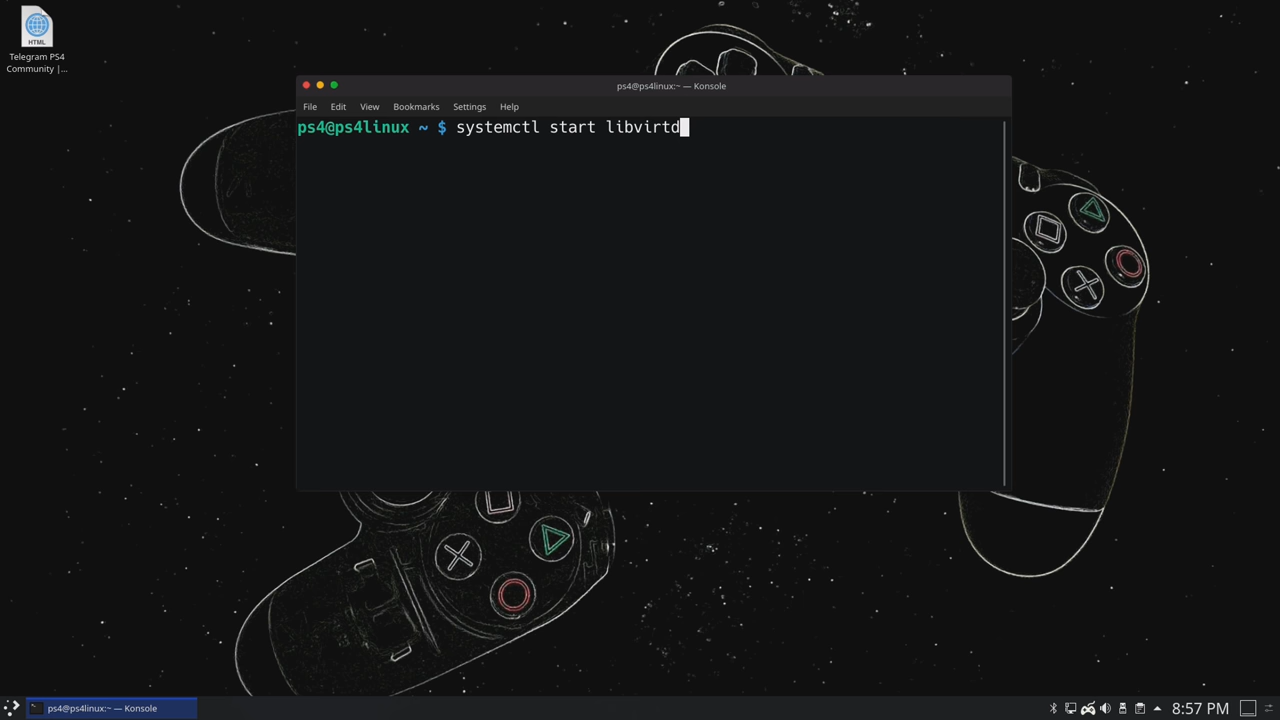 HTML
Telegram PS4
Community |...
ps4@ps4linux:~ — Konsole
File Edit View Bookmarks Settings Help
ps4@ps4linux ~ $ systemctl start libvirtd
ps4@ps4linux:~ — Konsole
8:57 PM